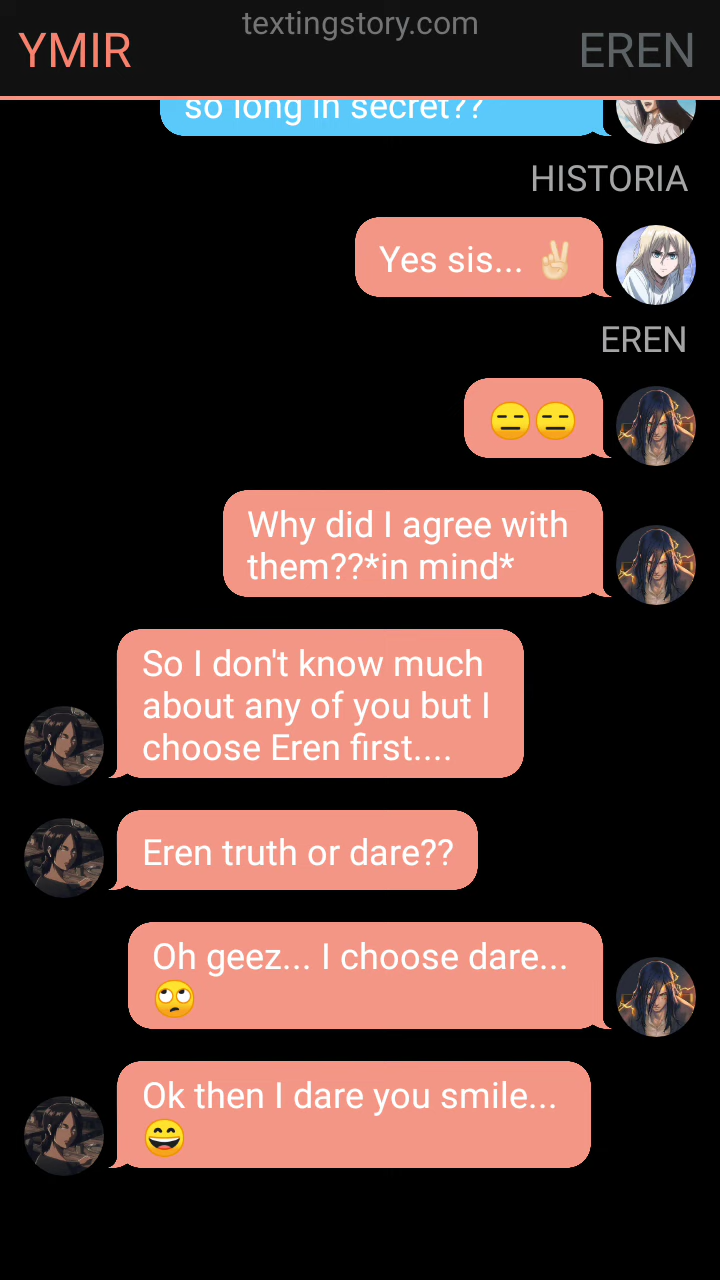 textingstory.com
YMIR
EREN
so long in secret??
HISTORIA
Yes sis... ✌🏼
EREN
😑😑
Why did I agree with
them??*in mind*
So I don't know much
about any of you but I
choose Eren first....
Eren truth or dare??
Oh geez... I choose dare...
🙄
Ok then I dare you smile...
😄